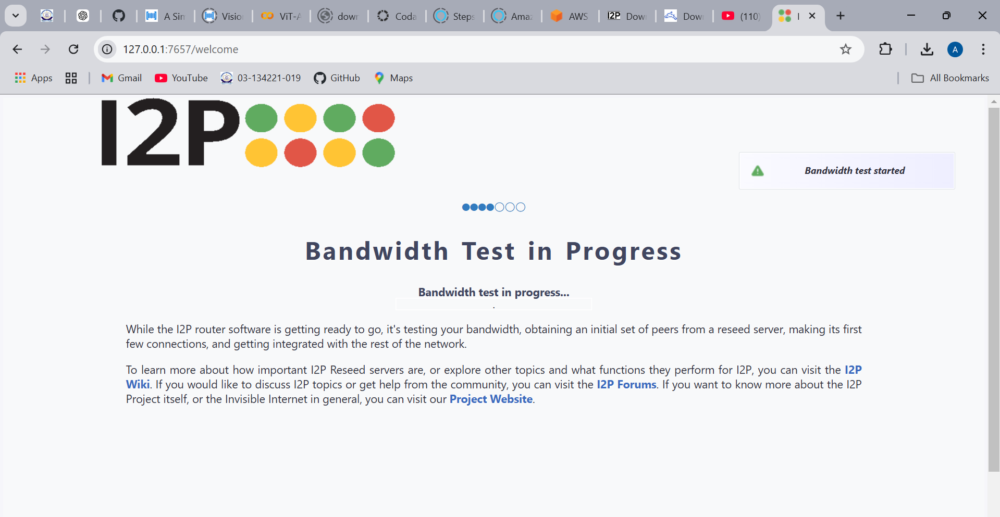 A Sim
Visio
ViT-A
down
Coda
Steps
Amaz
AWS
I2P Down
Down
(110)
I
127.0.0.1:7657/welcome
A
Apps
Gmail
YouTube
03-134221-019
GitHub
Maps
All Bookmarks
I2P
Bandwidth test started
Bandwidth Test in Progress
Bandwidth test in progress...
.
While the I2P router software is getting ready to go, it's testing your bandwidth, obtaining an initial set of peers from a reseed server, making its first
few connections, and getting integrated with the rest of the network.
To learn more about how important I2P Reseed servers are, or explore other topics and what functions they perform for I2P, you can visit the I2P
Wiki. If you would like to discuss I2P topics or get help from the community, you can visit the I2P Forums. If you want to know more about the I2P
Project itself, or the Invisible Internet in general, you can visit our Project Website.